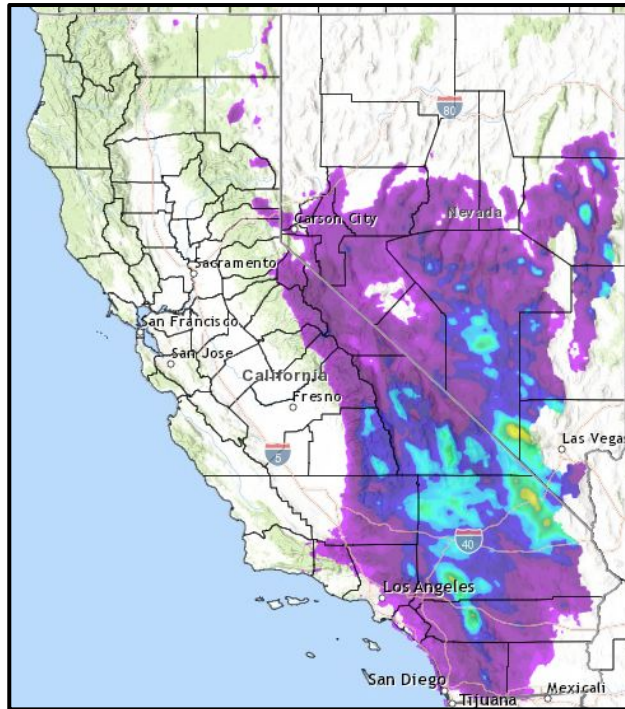 80
Carson City
Nevada
Sacramento
San Francisco
San Jose
California
Fresno
5
Las Vegas
40
Los Angeles
San Diego
Mexicali
Tijuana